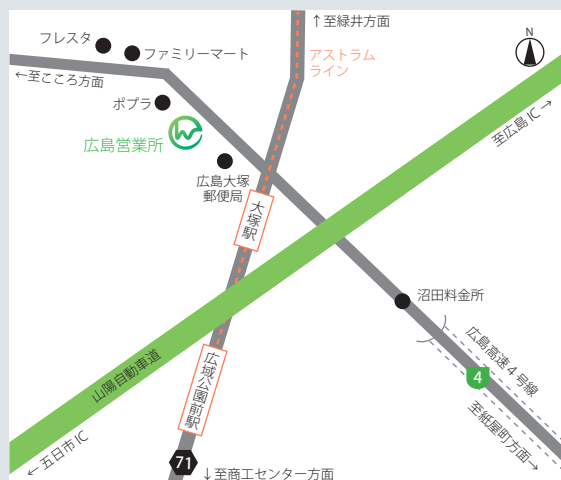 ↑至緑井方面
フレスタ
ファミリーマート
アストラム
ライン
N
←至こころ方面
ポプラ
至広島 IC →
広島営業所
広島大塚
郵便局
大塚駅
沼田料金所
広島高速4号線
山陽自動車道
広域公園前駅
4
至紙屋町方面→
← 五日市 IC
71
↓至商工センター方面